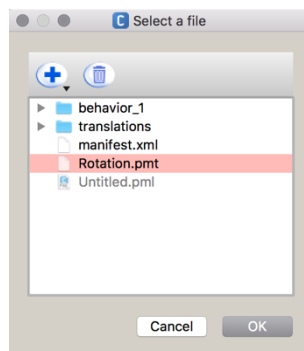 Select a file
behavior_1
translations
manifest.xml
Rotation.pmt
Untitled.pml
Cancel OK